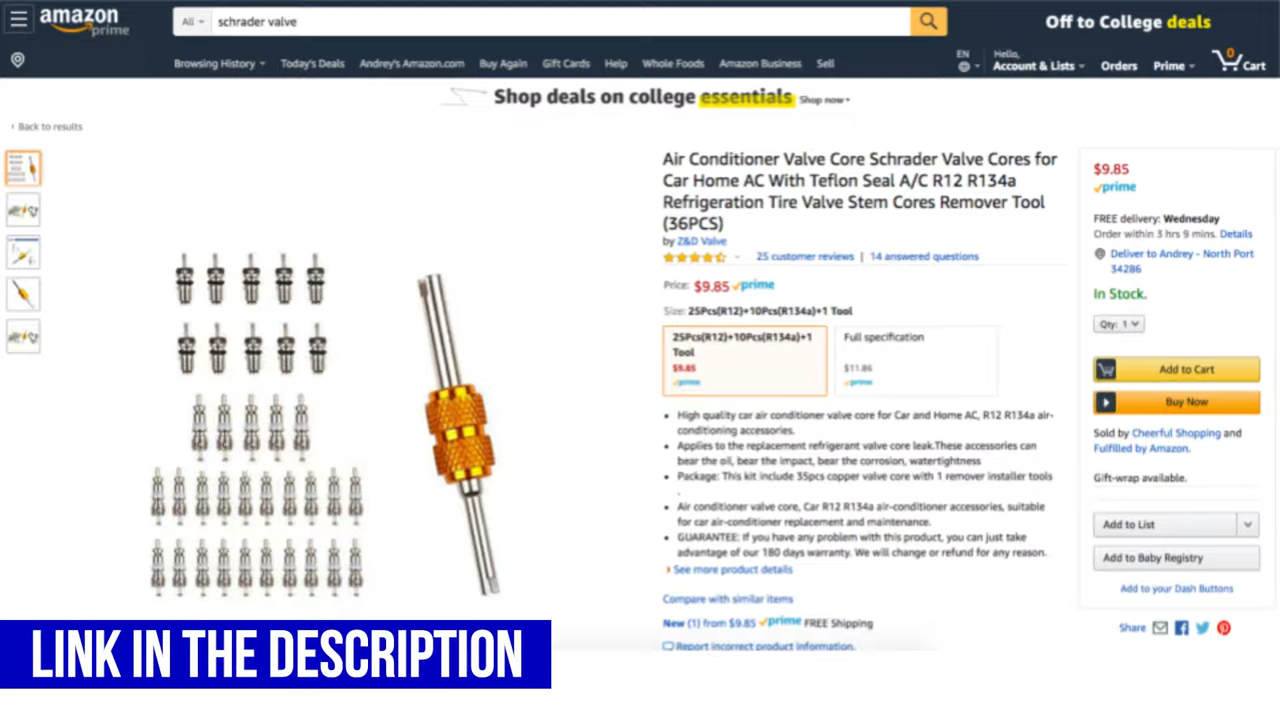 amazon
prime
All
schrader valve
Off to College deals
Browsing History
Today's Deals
Andrey's Amazon.com
Buy Again
Gift Cards
Help
Whole Foods
Amazon Business
Sell
EN
Hello,
Account & Lists
Orders
Prime
0
Cart
Shop deals on college essentials Shop now
‹ Back to results
Air Conditioner Valve Core Schrader Valve Cores for
Car Home AC With Teflon Seal A/C R12 R134a
Refrigeration Tire Valve Stem Cores Remover Tool
(36PCS)
by Z&D Valve
25 customer reviews | 14 answered questions
Price: $9.85 prime
Size: 25Pcs(R12)+10Pcs(R134a)+1 Tool
25Pcs(R12)+10Pcs(R134a)+1
Tool
$9.85
prime
Full specification
$11.86
prime
• High quality car air conditioner valve core for Car and Home AC, R12 R134a air-
conditioning accessories.
• Applies to the replacement refrigerant valve core leak.These accessories can
bear the oil, bear the impact, bear the corrosion, watertightness
• Package: This kit include 35pcs copper valve core with 1 remover installer tools
.
• Air conditioner valve core, Car R12 R134a air-conditioner accessories, suitable
for car air-conditioner replacement and maintenance.
• GUARANTEE: If you have any problem with this product, you can just take
advantage of our 180 days warranty. We will change or refund for any reason.
› See more product details
Compare with similar items
New (1) from $9.85 prime FREE Shipping
Report incorrect product information.
$9.85
prime
FREE delivery: Wednesday
Order within 3 hrs 9 mins. Details
Deliver to Andrey - North Port
34286
In Stock.
Qty: 1
Add to Cart
Buy Now
Sold by Cheerful Shopping and
Fulfilled by Amazon.
Gift-wrap available.
Add to List
Add to Baby Registry
Add to your Dash Buttons
Share
LINK IN THE DESCRIPTION